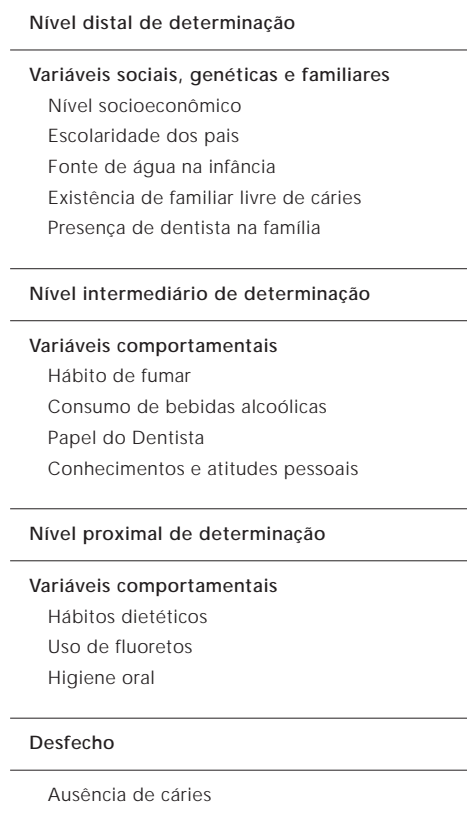 Nível distal de determinação
Variáveis sociais, genéticas e familiares
Nível socioeconômico
Escolaridade dos pais
Fonte de água na infância
Existência de familiar livre de cáries
Presença de dentista na família
Nível intermediário de determinação
Variáveis comportamentais
Hábito de fumar
Consumo de bebidas alcoólicas
Papel do Dentista
Conhecimentos e atitudes pessoais
Nível proximal de determinação
Variáveis comportamentais
Hábitos dietéticos
Uso de fluoretos
Higiene oral
Desfecho
Ausência de cáries